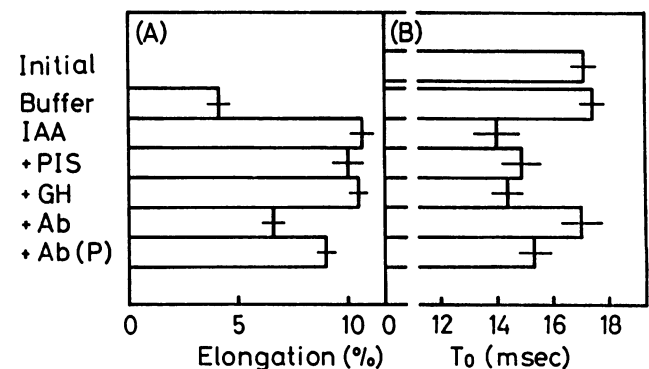 (A) (B)
Initial
Buffer
IAA
+ PIS
+ GH
+ Ab
+ Ab (P)
0 5 10 0 12 14 16 18
Elongation (%) T0 (msec)